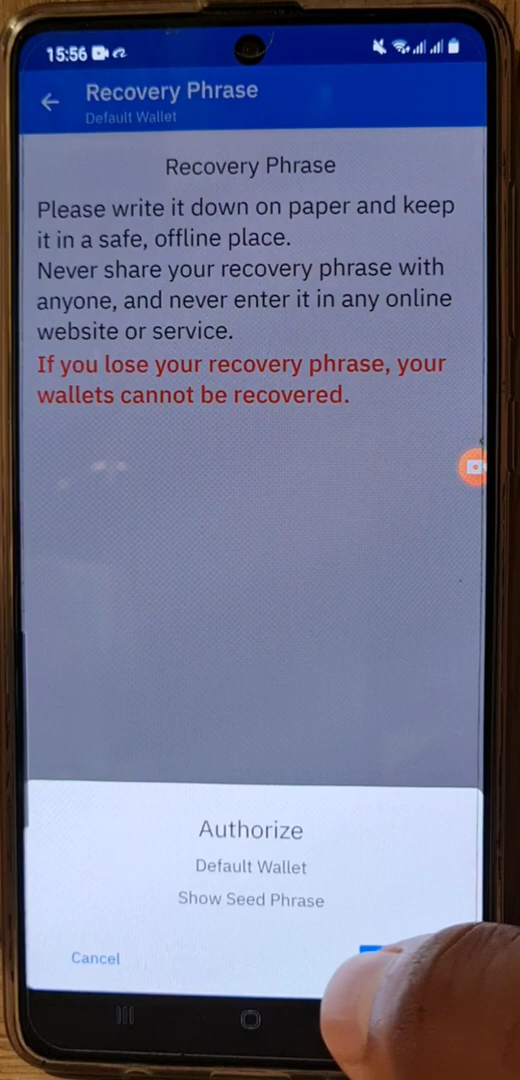 15:56
Recovery Phrase
Default Wallet
Recovery Phrase
Please write it down on paper and keep
it in a safe, offline place.
Never share your recovery phrase with
anyone, and never enter it in any online
website or service.
If you lose your recovery phrase, your
wallets cannot be recovered.
Authorize
Default Wallet
Show Seed Phrase
Cancel